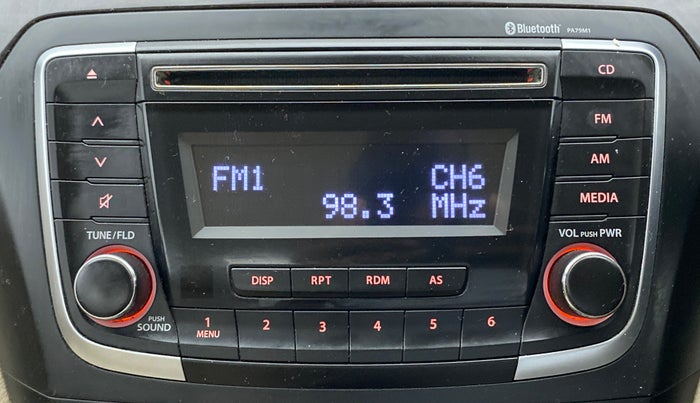 Bluetooth PA79M1
CD
FM
AM
MEDIA
FM1 CH6
98.3 MHz
TUNE/FLD
VOL PUSH PWR
DISP RPT RDM AS
PUSH SOUND
1 MENU 2 3 4 5 6